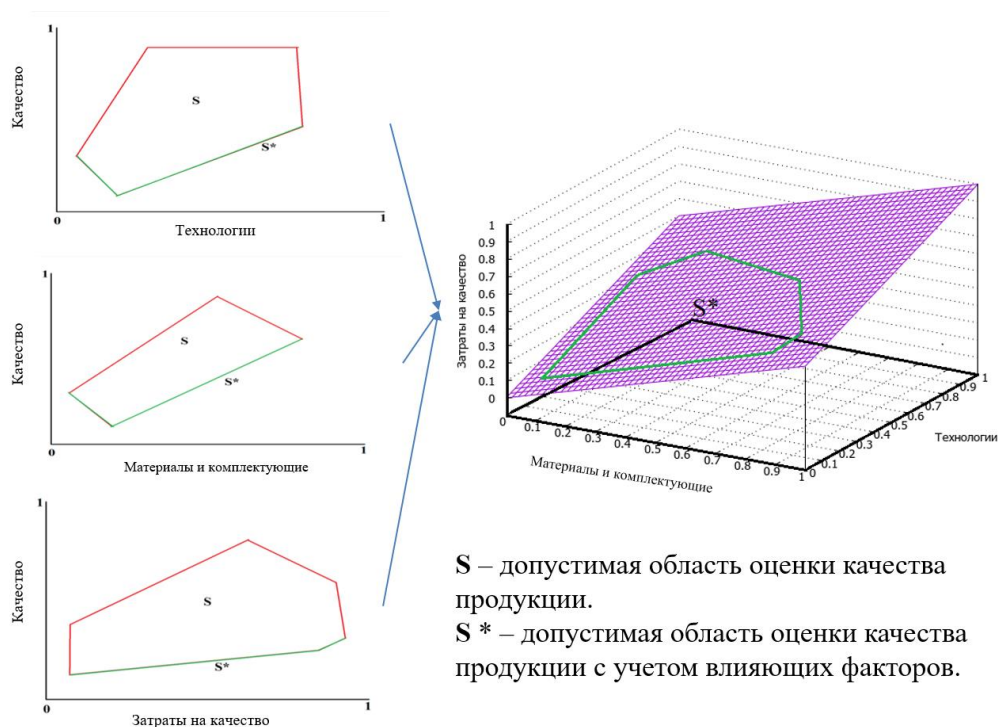 1
Качество
S
S*
0
1
Технологии
1
Качество
S
S*
0
1
Материалы и комплектующие
1
Качество
S
S*
0
1
Затраты на качество
1
0.9
0.8
0.7
0.6
0.5
0.4
0.3
0.2
0.1
0
Затраты на качество
S*
0
0.1
0.2
0.3
0.4
0.5
0.6
0.7
0.8
0.9
1
Материалы и комплектующие
0
0.1
0.2
0.3
0.4
0.5
0.6
0.7
0.8
0.9
1
Технологии
S – допустимая область оценки качества
продукции.
S * – допустимая область оценки качества
продукции с учетом влияющих факторов.